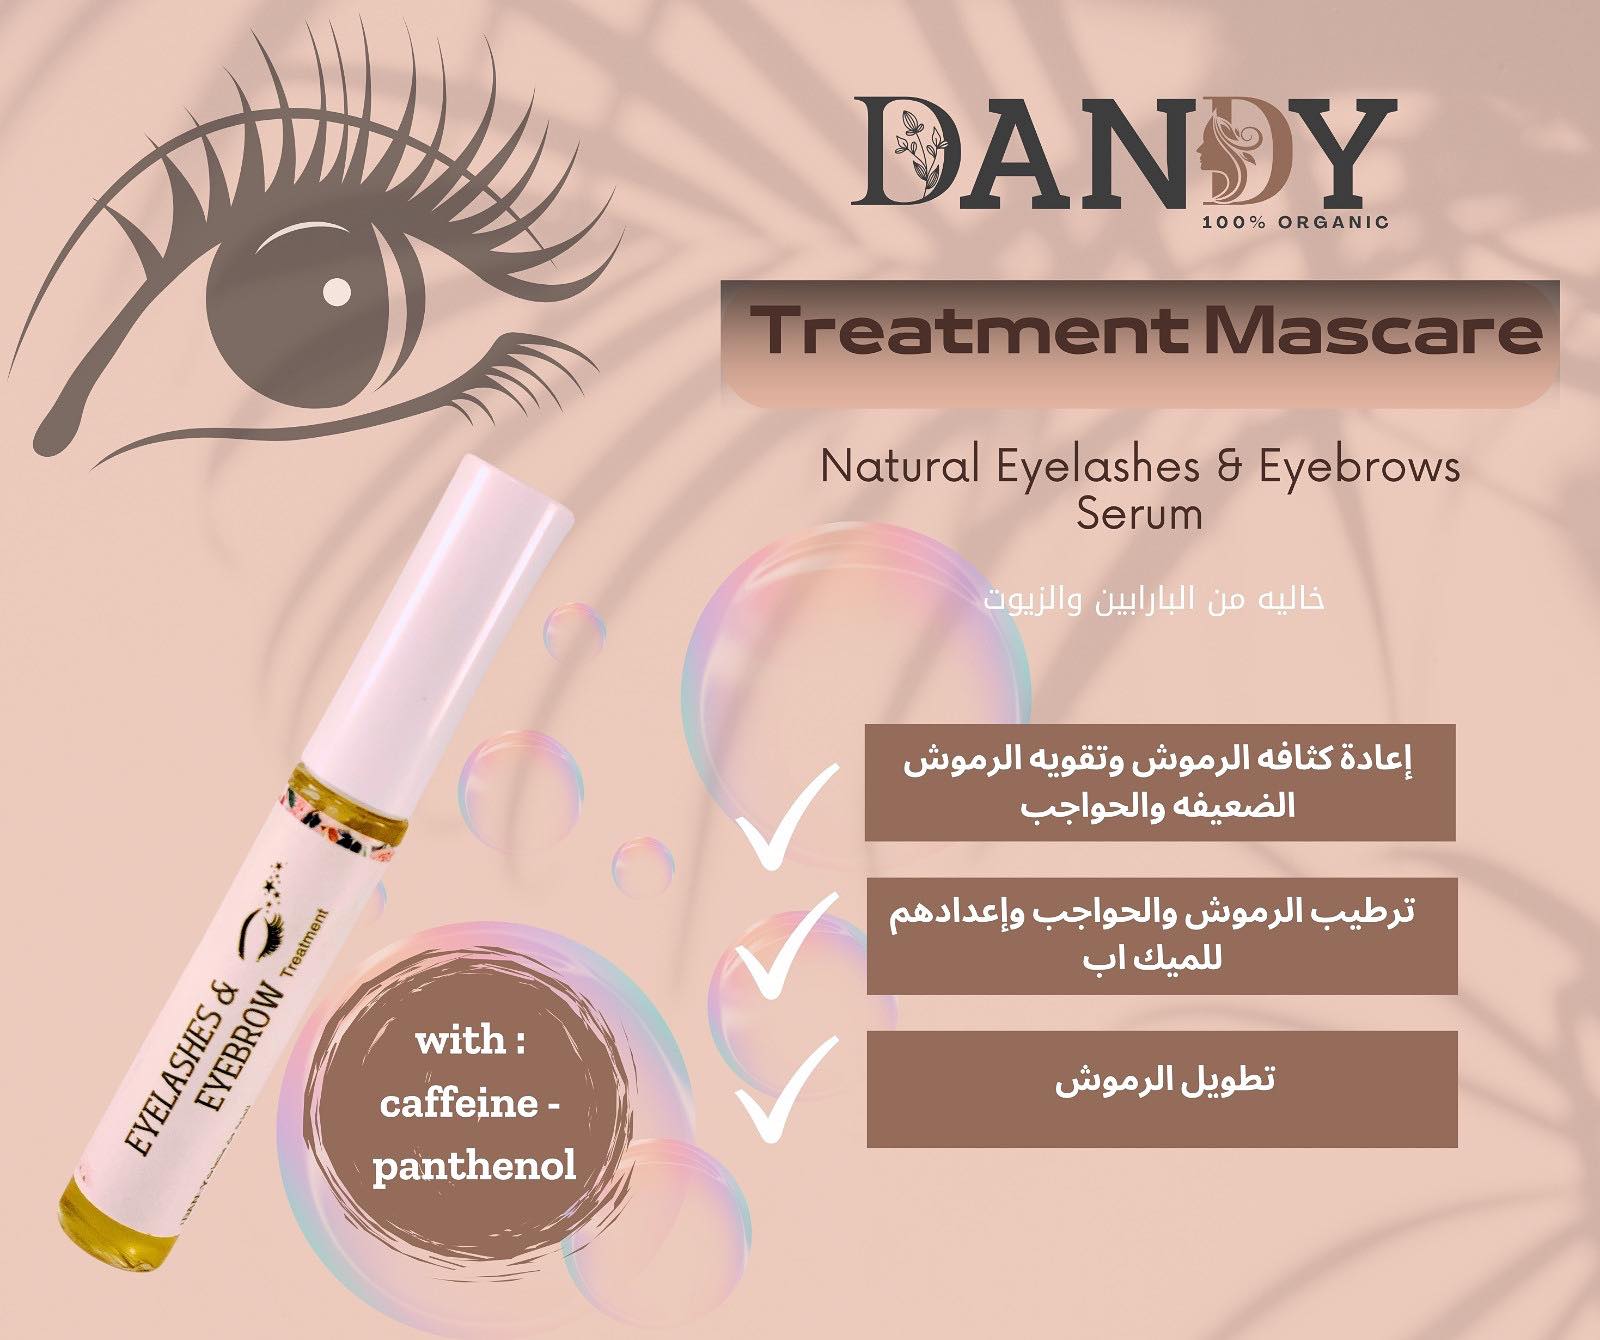 DANDY
100% ORGANIC
Treatment Mascare
Natural Eyelashes & Eyebrows
Serum
خاليه من البارابين والزيوت
إعادة كثافه الرموش وتقويه الرموش
الضعيفه والحواجب
ترطيب الرموش والحواجب وإعدادهم
للميك اب
تطويل الرموش
EYELASHES &
EYEBROW
Treatment
with :
caffeine -
panthenol